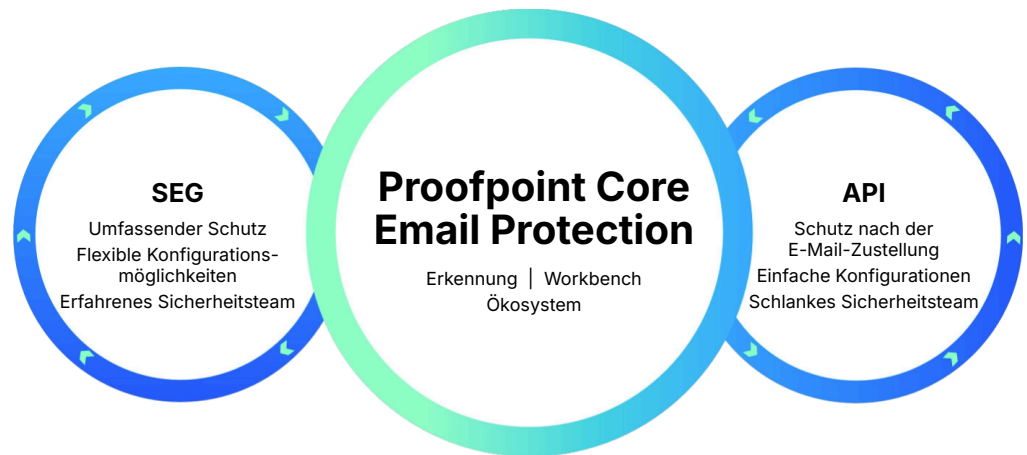 SEG
Umfassender Schutz
Flexible Konfigurations-
möglichkeiten
Erfahrenes Sicherheitsteam
Proofpoint Core
Email Protection
Erkennung | Workbench
Ökosystem
API
Schutz nach der
E-Mail-Zustellung
Einfache Konfigurationen
Schlankes Sicherheitsteam